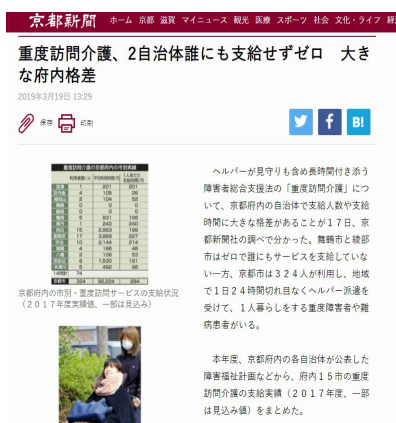 京都新聞 ホーム 京都 滋賀 マイニュース 観光 医療 スポーツ 社会 文化・ライフ
重度訪問介護、2自治体誰にも支給せずゼロ 大き
な府内格差
2019年3月19日 13:29
保存 印刷
B!
重度訪問介護の京都府内の市別実績
京都府内の市別・重度訪問サービスの支給状況
(2017年度実績値、一部は見込み)
ヘルパーが見守りも含め長時間付き添う
障害者総合支援法の「重度訪問介護」につ
いて、京都府内の自治体で支給人数や支給
時間に大きな格差があることが17日、京
都新聞社の調べで分かった。舞鶴市と綾部
市はゼロで誰にもサービスを支給していな
い一方、京都市は324人が利用し、地域
で1日24時間切れ目なくヘルパー派遣を
受けて、1人暮らしをする重度障害者や難
病患者がいる。
本年度、京都府内の各自治体が公表した
障害福祉計画などから、府内15市の重度
訪問介護の支給実績(2017年度、一部
は見込み値)をまとめた。